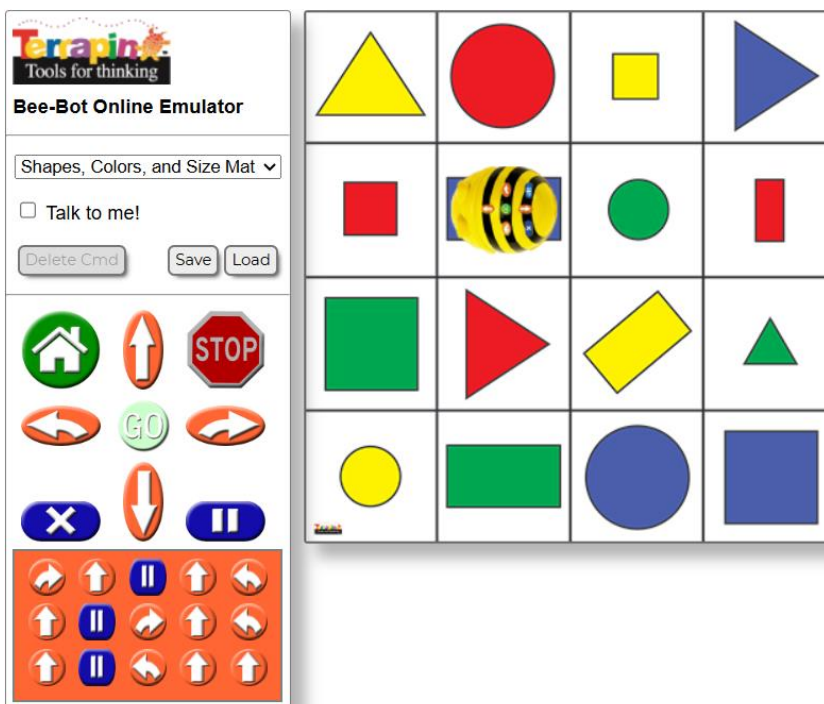 Terrapin
Tools for thinking
Bee-Bot Online Emulator
Shapes, Colors, and Size Mat
Talk to me!
Delete Cmd Save Load
STOP
GO
Terrapin